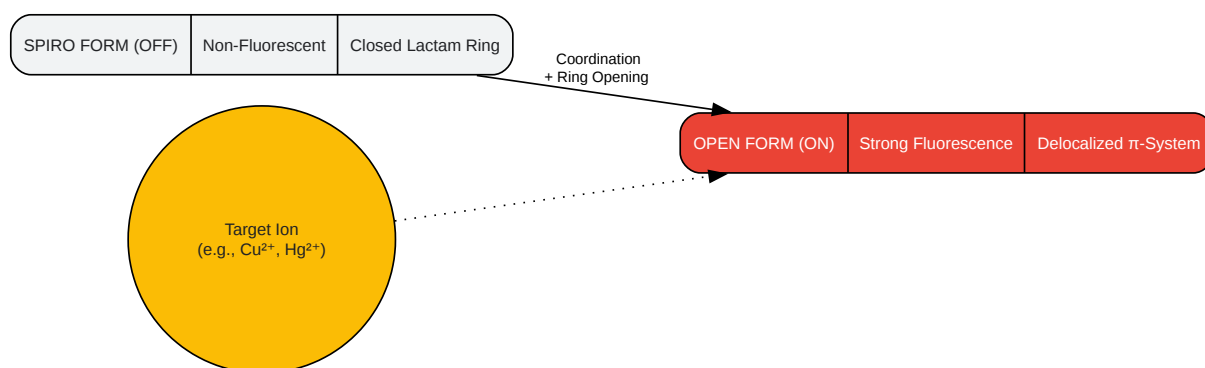 SPIRO FORM (OFF)
Non-Fluorescent
Closed Lactam Ring
Coordination
+ Ring Opening
OPEN FORM (ON)
Strong Fluorescence
Delocalized π-System
Target Ion
(e.g., Cu²⁺, Hg²⁺)